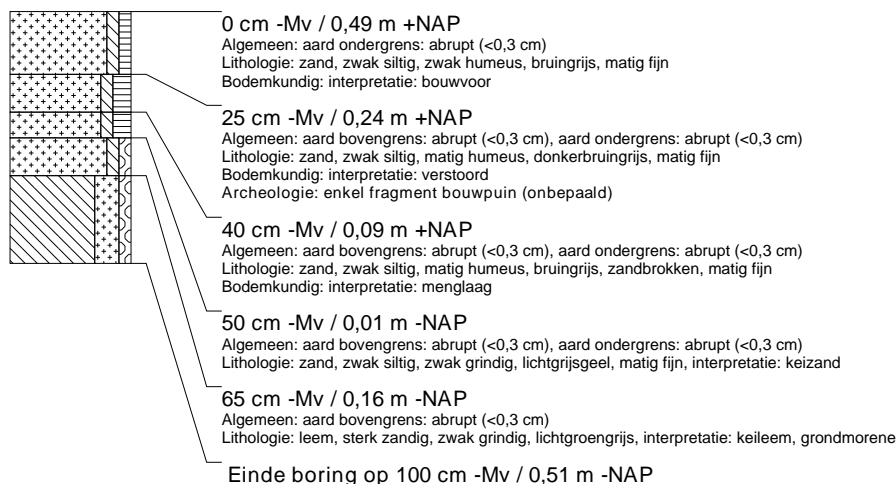 0 cm -Mv / 0,49 m +NAP
Algemeen: aard ondergrens: abrupt (<0,3 cm)
Lithologie: zand, zwak siltig, zwak humeus, bruingrijs, matig fijn
Bodemkundig: interpretatie: bouwvoor
25 cm -Mv / 0,24 m +NAP
Algemeen: aard bovengrens: abrupt (<0,3 cm), aard ondergrens: abrupt (<0,3 cm)
Lithologie: zand, zwak siltig, matig humeus, donkerbruingrijs, matig fijn
Bodemkundig: interpretatie: verstoord
Archeologie: enkel fragment bouwpuin (onbepaald)
40 cm -Mv / 0,09 m +NAP
Algemeen: aard bovengrens: abrupt (<0,3 cm), aard ondergrens: abrupt (<0,3 cm)
Lithologie: zand, zwak siltig, matig humeus, bruingrijs, zandbrokken, matig fijn
Bodemkundig: interpretatie: menglaag
50 cm -Mv / 0,01 m -NAP
Algemeen: aard bovengrens: abrupt (<0,3 cm), aard ondergrens: abrupt (<0,3 cm)
Lithologie: zand, zwak siltig, zwak grindig, lichtgrijsgeel, matig fijn, interpretatie: keizand
65 cm -Mv / 0,16 m -NAP
Algemeen: aard bovengrens: abrupt (<0,3 cm)
Lithologie: leem, sterk zandig, zwak grindig, lichtgroengrijs, interpretatie: keileem, grondmorene
Einde boring op 100 cm -Mv / 0,51 m -NAP